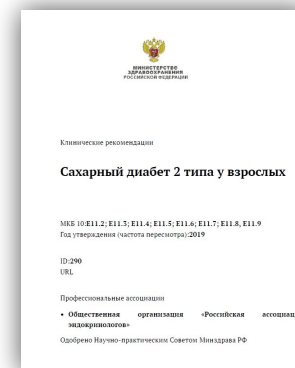 МИНИСТЕРСТВО
ЗДРАВООХРАНЕНИЯ
РОССИЙСКОЙ ФЕДЕРАЦИИ
Клинические рекомендации
Сахарный диабет 2 типа у взрослых
МКБ 10:E11.2; E11.3; E11.4; E11.5; E11.6; E11.7; E11.8, E11.9
Год утверждения (частота пересмотра):2019
ID:290
URL
Профессиональные ассоциации
• Общественная организация «Российская ассоциац
эндокринологов»
Одобрено Научно-практическим Советом Минздрава РФ